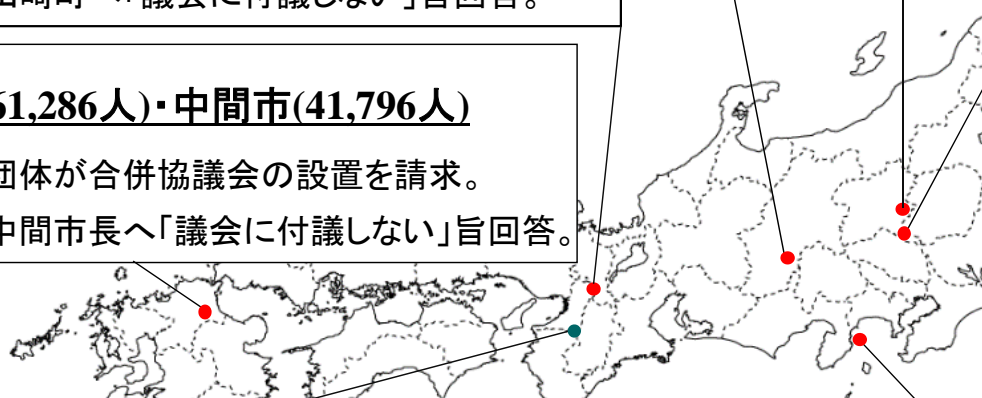 議会に付議しない」旨回答。
61,286人)・中間市(41,796人)
団体が合併協議会の設置を請求。
中間市長へ「議会に付議しない」旨回答。